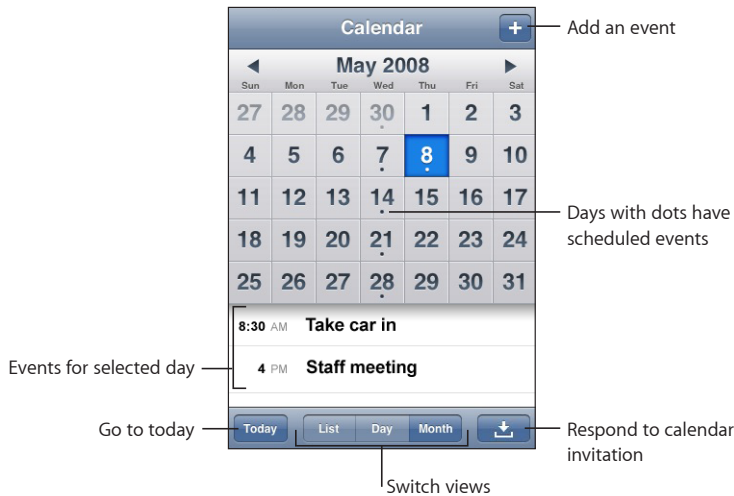 Calendar
+
Add an event
May 2008
Sun Mon Tue Wed Thu Fri Sat
27 28 29 30 1 2 3
4 5 6 7 8 9 10
11 12 13 14 15 16 17
Days with dots have
scheduled events
18 19 20 21 22 23 24
25 26 27 28 29 30 31
8:30 AM Take car in
Events for selected day
4 PM Staff meeting
Go to today
Today List Day Month
Respond to calendar
invitation
Switch views